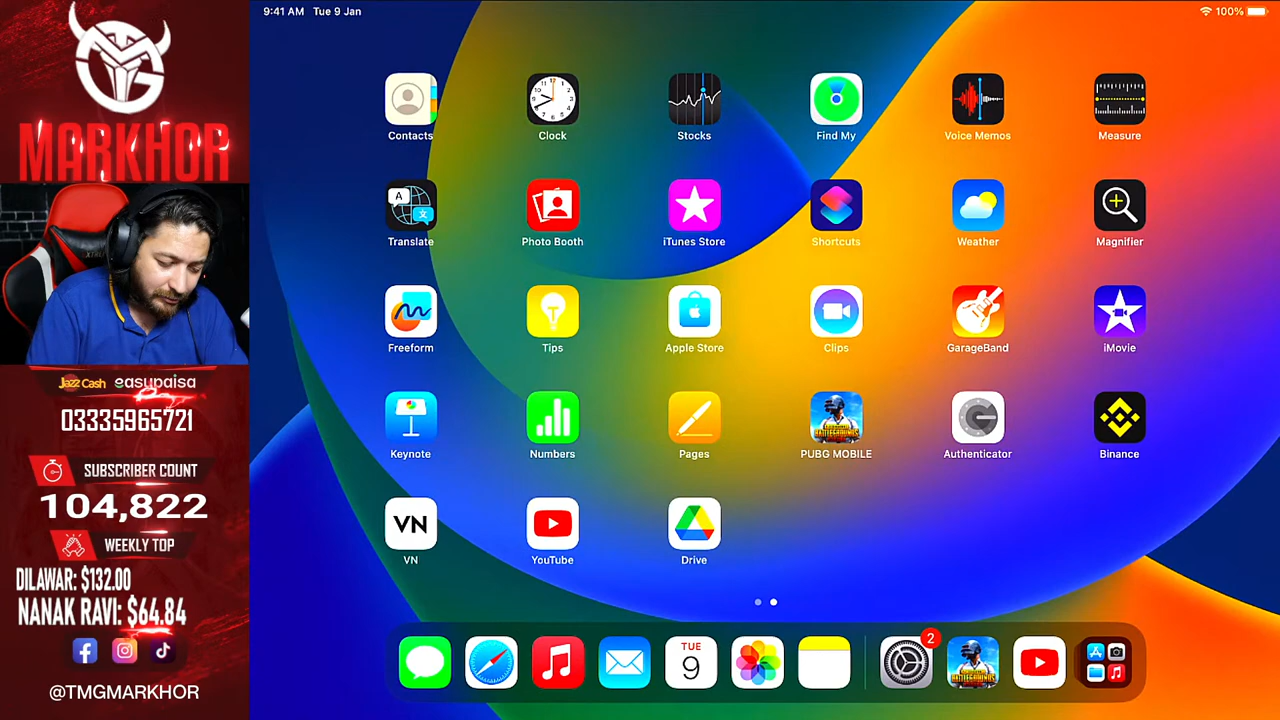 MARKHOR
JazzCash easypaisa
03335965721
SUBSCRIBER COUNT
104,822
WEEKLY TOP
DILAWAR: $132.00
NANAK RAVI: $64.84
@TMGMARKHOR
9:41 AM Tue 9 Jan
100%
Contacts
Clock
Stocks
Find My
Voice Memos
Measure
Translate
Photo Booth
iTunes Store
Shortcuts
Weather
Magnifier
Freeform
Tips
Apple Store
Clips
GarageBand
iMovie
Keynote
Numbers
Pages
PUBG MOBILE
Authenticator
Binance
VN
VN
YouTube
Drive
TUE
9
2